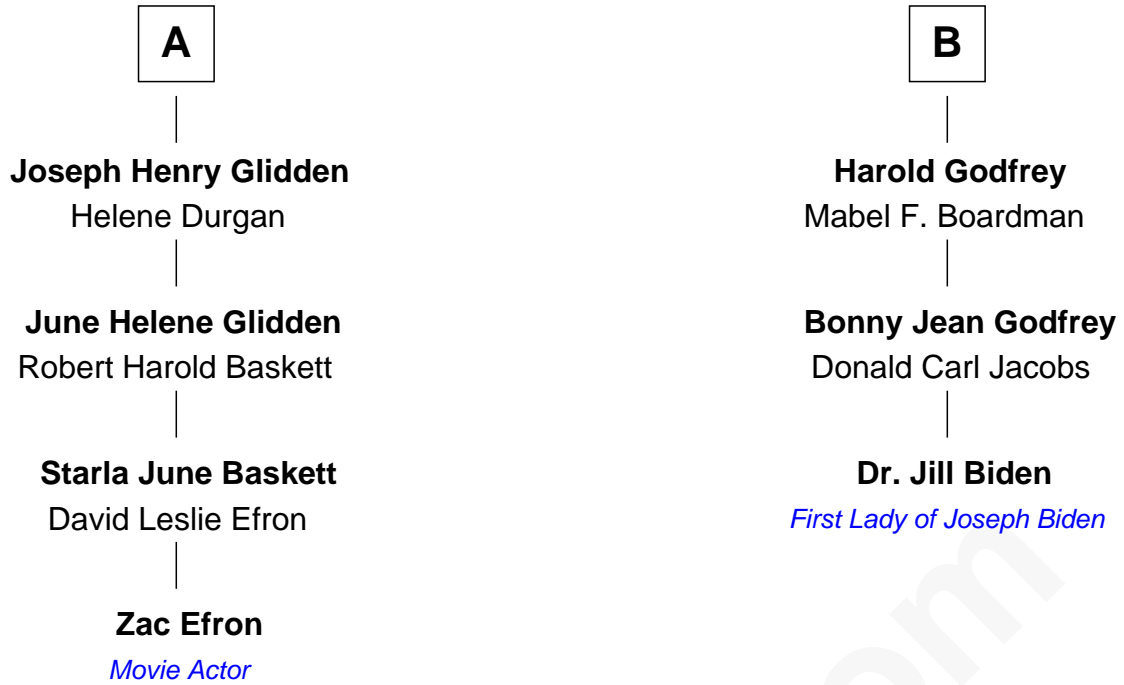 A
Joseph Henry Glidden
Helene Durgan
June Helene Glidden
Robert Harold Baskett
Starla June Baskett
David Leslie Efron
Zac Efron
Movie Actor
B
Harold Godfrey
Mabel F. Boardman
Bonny Jean Godfrey
Donald Carl Jacobs
Dr. Jill Biden
First Lady of Joseph Biden